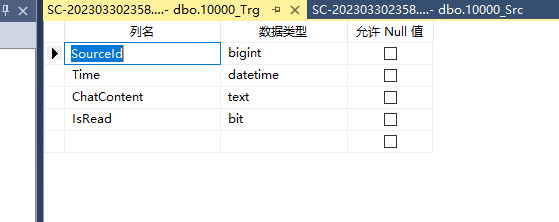 SC-202303302358....- dbo.10000_Trg SC-202303302358....- dbo.10000_Src
列名 数据类型 允许 Null 值
SourceId bigint
Time datetime
ChatContent text
IsRead bit